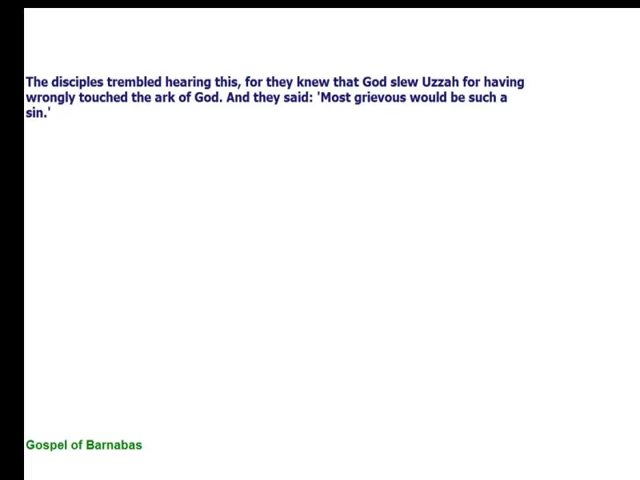 The disciples trembled hearing this, for they knew that God slew Uzzah for having
wrongly touched the ark of God. And they said: 'Most grievous would be such a
sin.'
Gospel of Barnabas